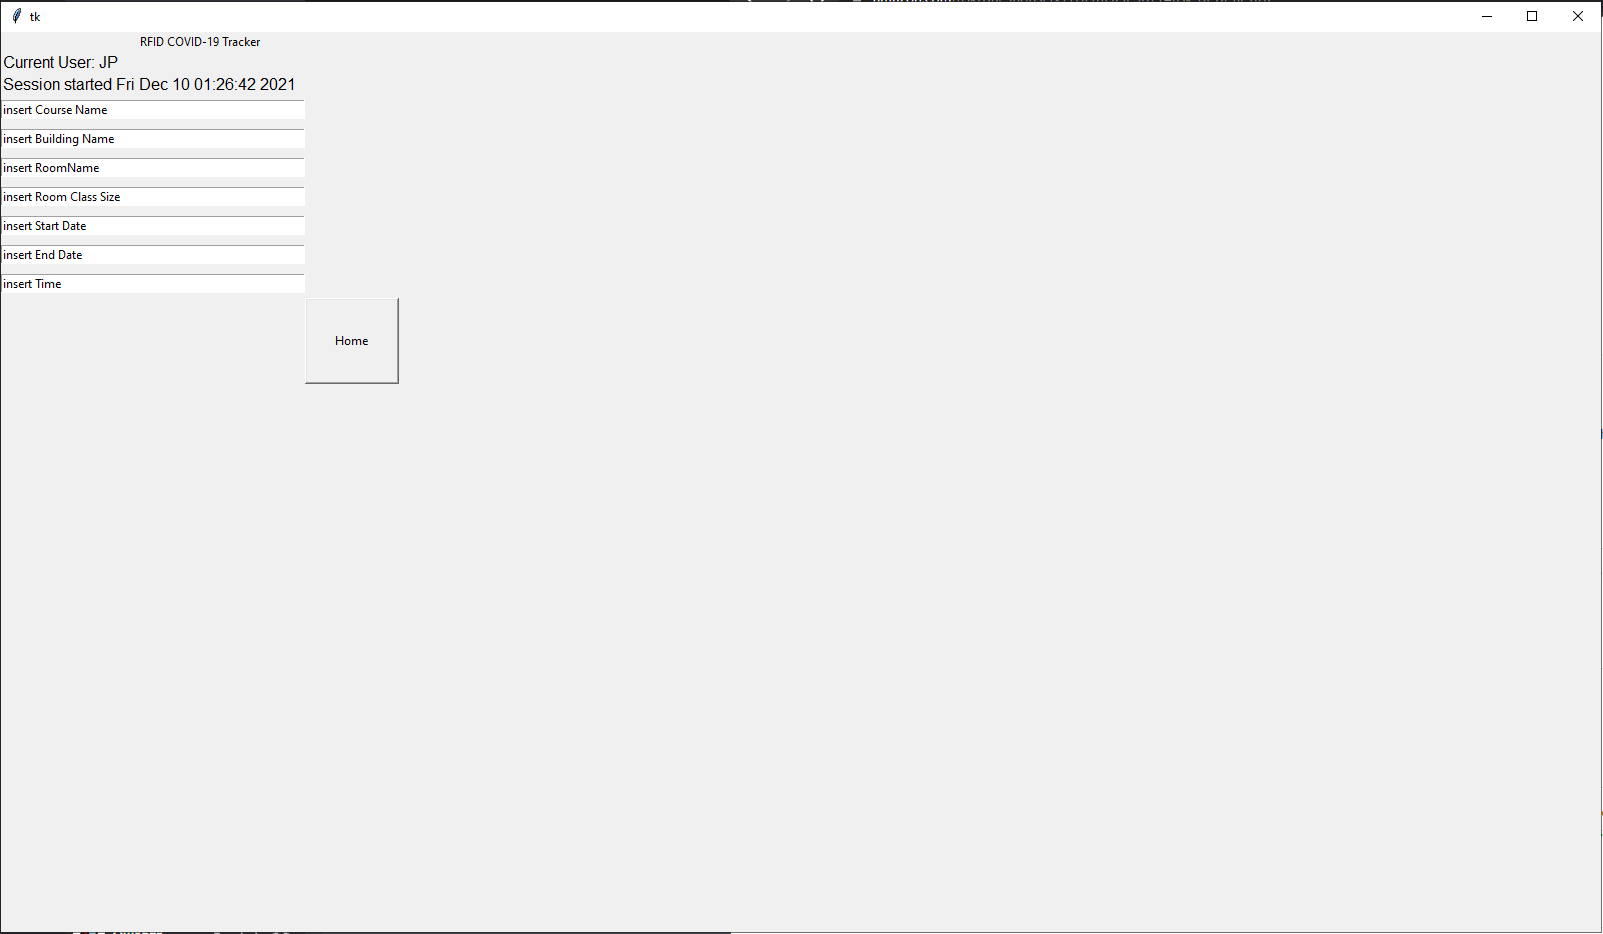 tk
RFID COVID-19 Tracker
Current User: JP
Session started Fri Dec 10 01:26:42 2021
insert Course Name
insert Building Name
insert RoomName
insert Room Class Size
insert Start Date
insert End Date
insert Time
Home